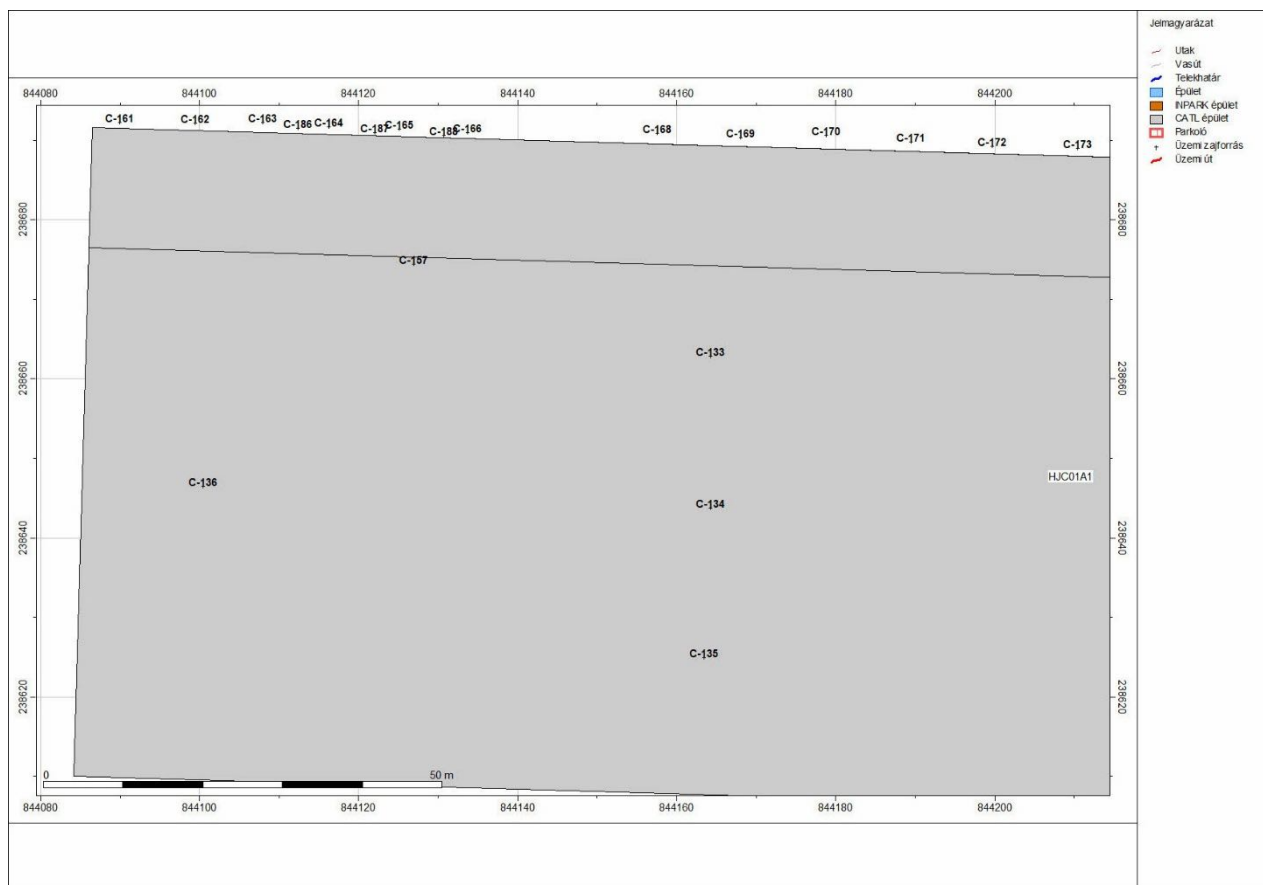 Jelmagyarázat
Utak
Vasút
Telekhatár
Épület
INPARK épület
CATL épület
Parkoló
Üzemi zajforrás
Üzemi út
844080 844100 844120 844140 844160 844180 844200
C-161 C-162 C-163 C-186 C-164 C-187 C-165 C-188 C-166 C-168 C-169 C-170 C-171 C-172 C-173
238680 238680
C-157
C-133
238660 238660
HJC01A1
C-136
C-134
238640 238640
C-135
238620 238620
0 50 m
844080 844100 844120 844140 844160 844180 844200